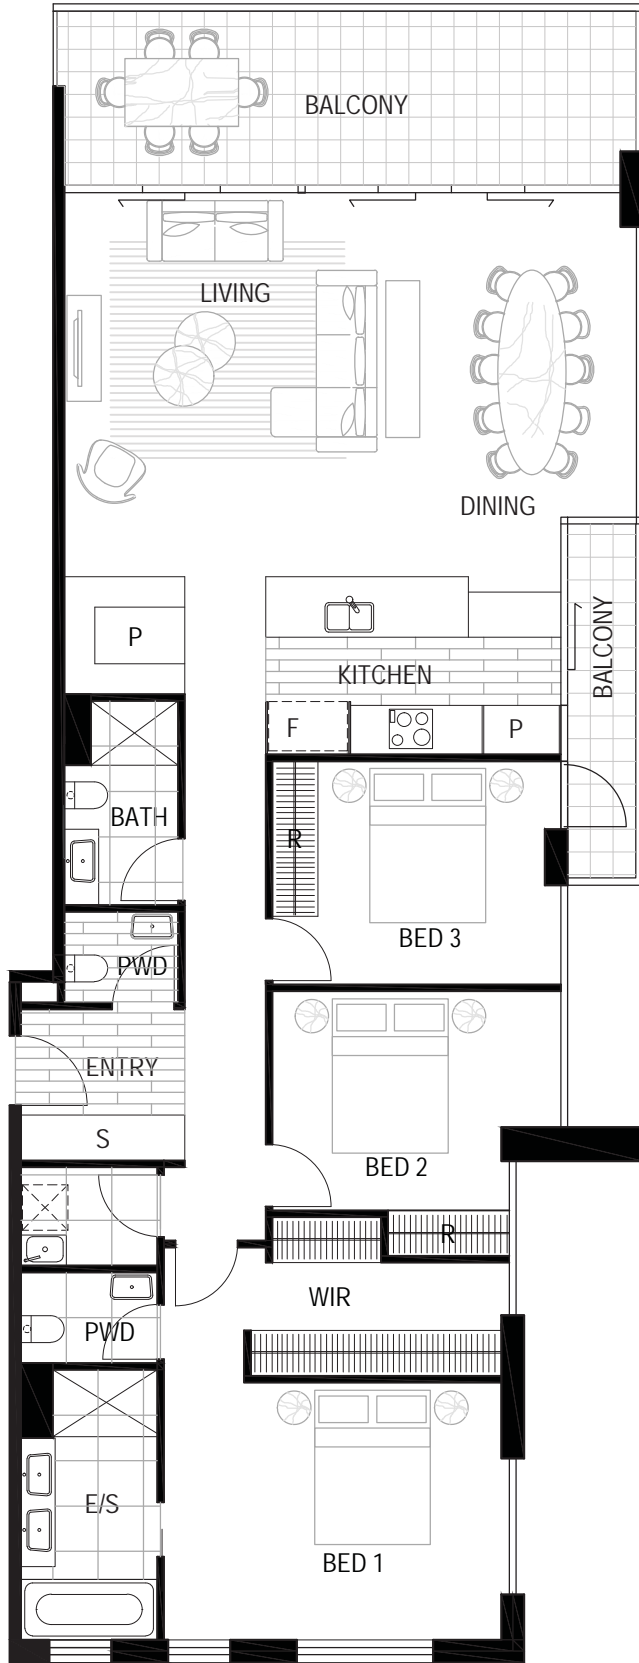 BALCONY
LIVING
DINING
BALCONY
P
KITCHEN
F
P
BATH
R
BED 3
PWD
ENTRY
S
BED 2
R
WIR
PWD
E/S
BED 1